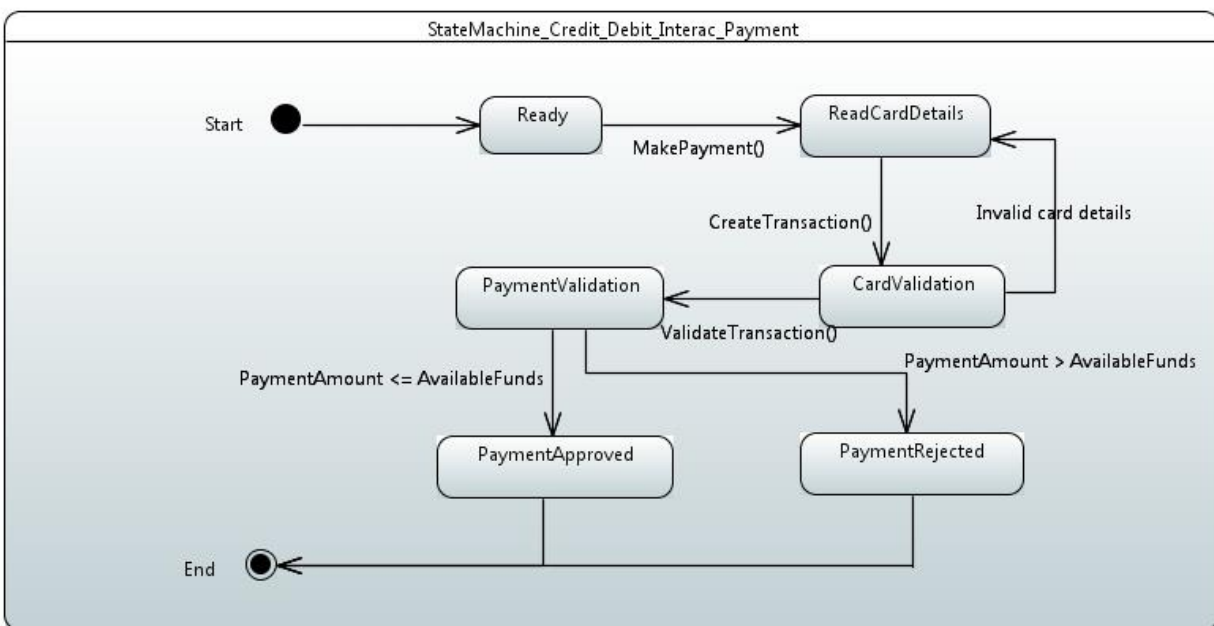 StateMachine_Credit_Debit_Interac_Payment
Start
Ready
MakePayment()
ReadCardDetails
CreateTransaction()
Invalid card details
PaymentValidation
CardValidation
ValidateTransaction()
PaymentAmount <= AvailableFunds
PaymentAmount > AvailableFunds
PaymentApproved
PaymentRejected
End